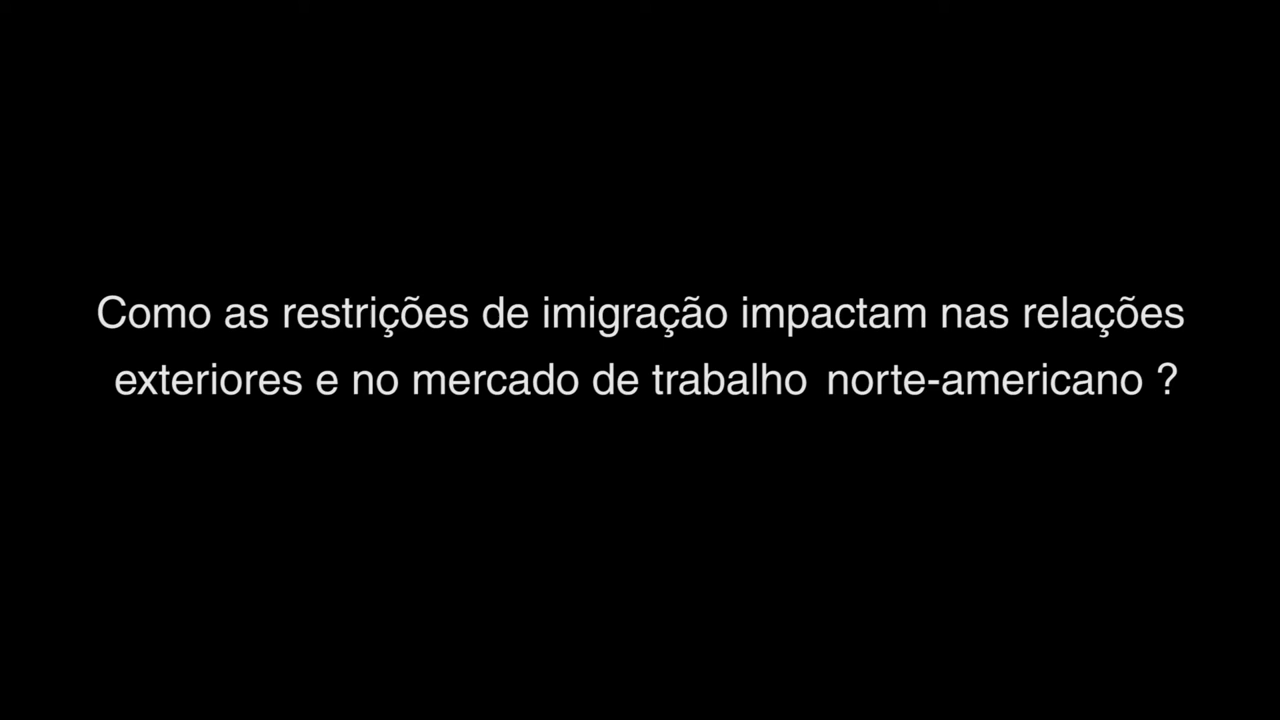 Como as restrições de imigração impactam nas relações
exteriores e no mercado de trabalho norte-americano ?